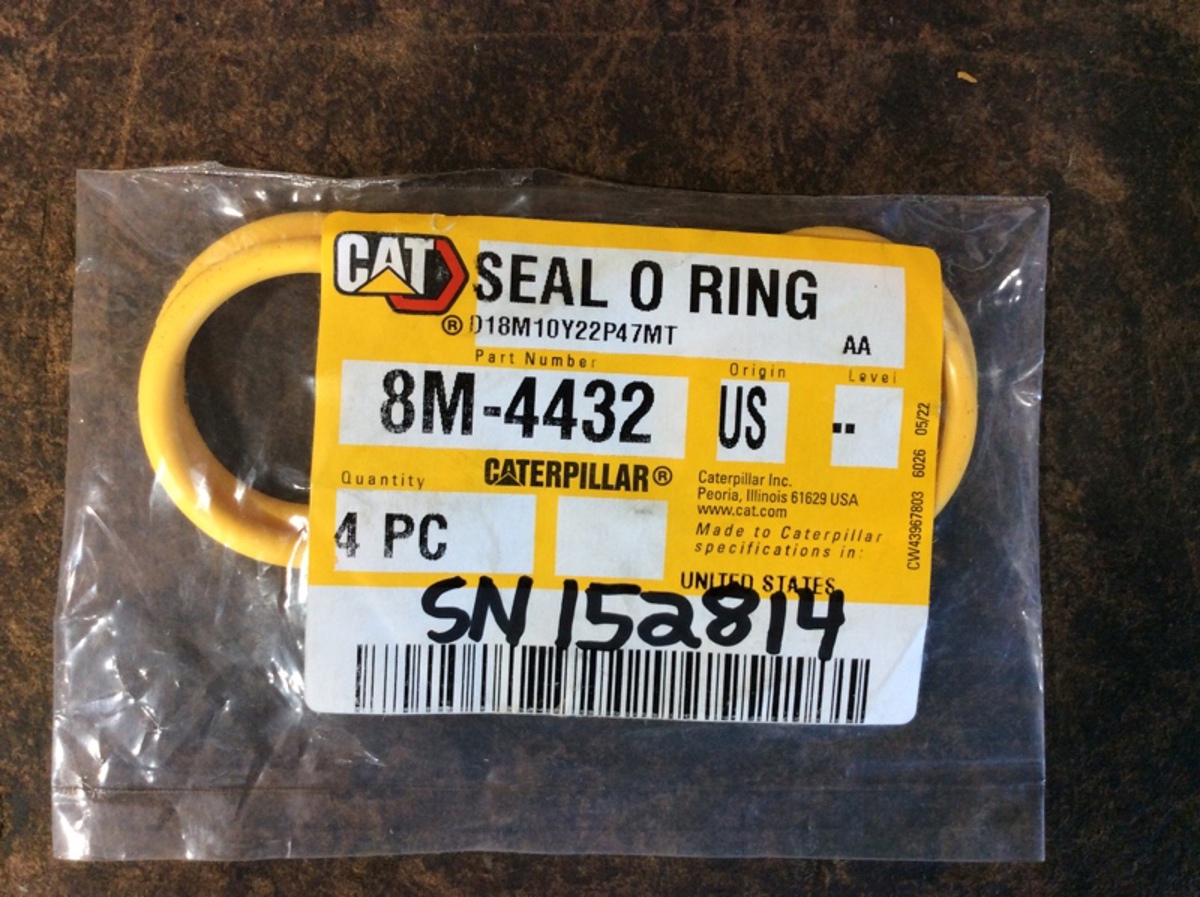 CAT
SEAL O RING
® D18M10Y22P47MT
AA
Part Number
Origin
Level
8M-4432
US
--
Quantity
CATERPILLAR®
4 PC
Caterpillar Inc.
Peoria, Illinois 61629 USA
www.cat.com
Made to Caterpillar
specifications in:
UNITED STATES
CW43967803 6026 05/22
SN 152814